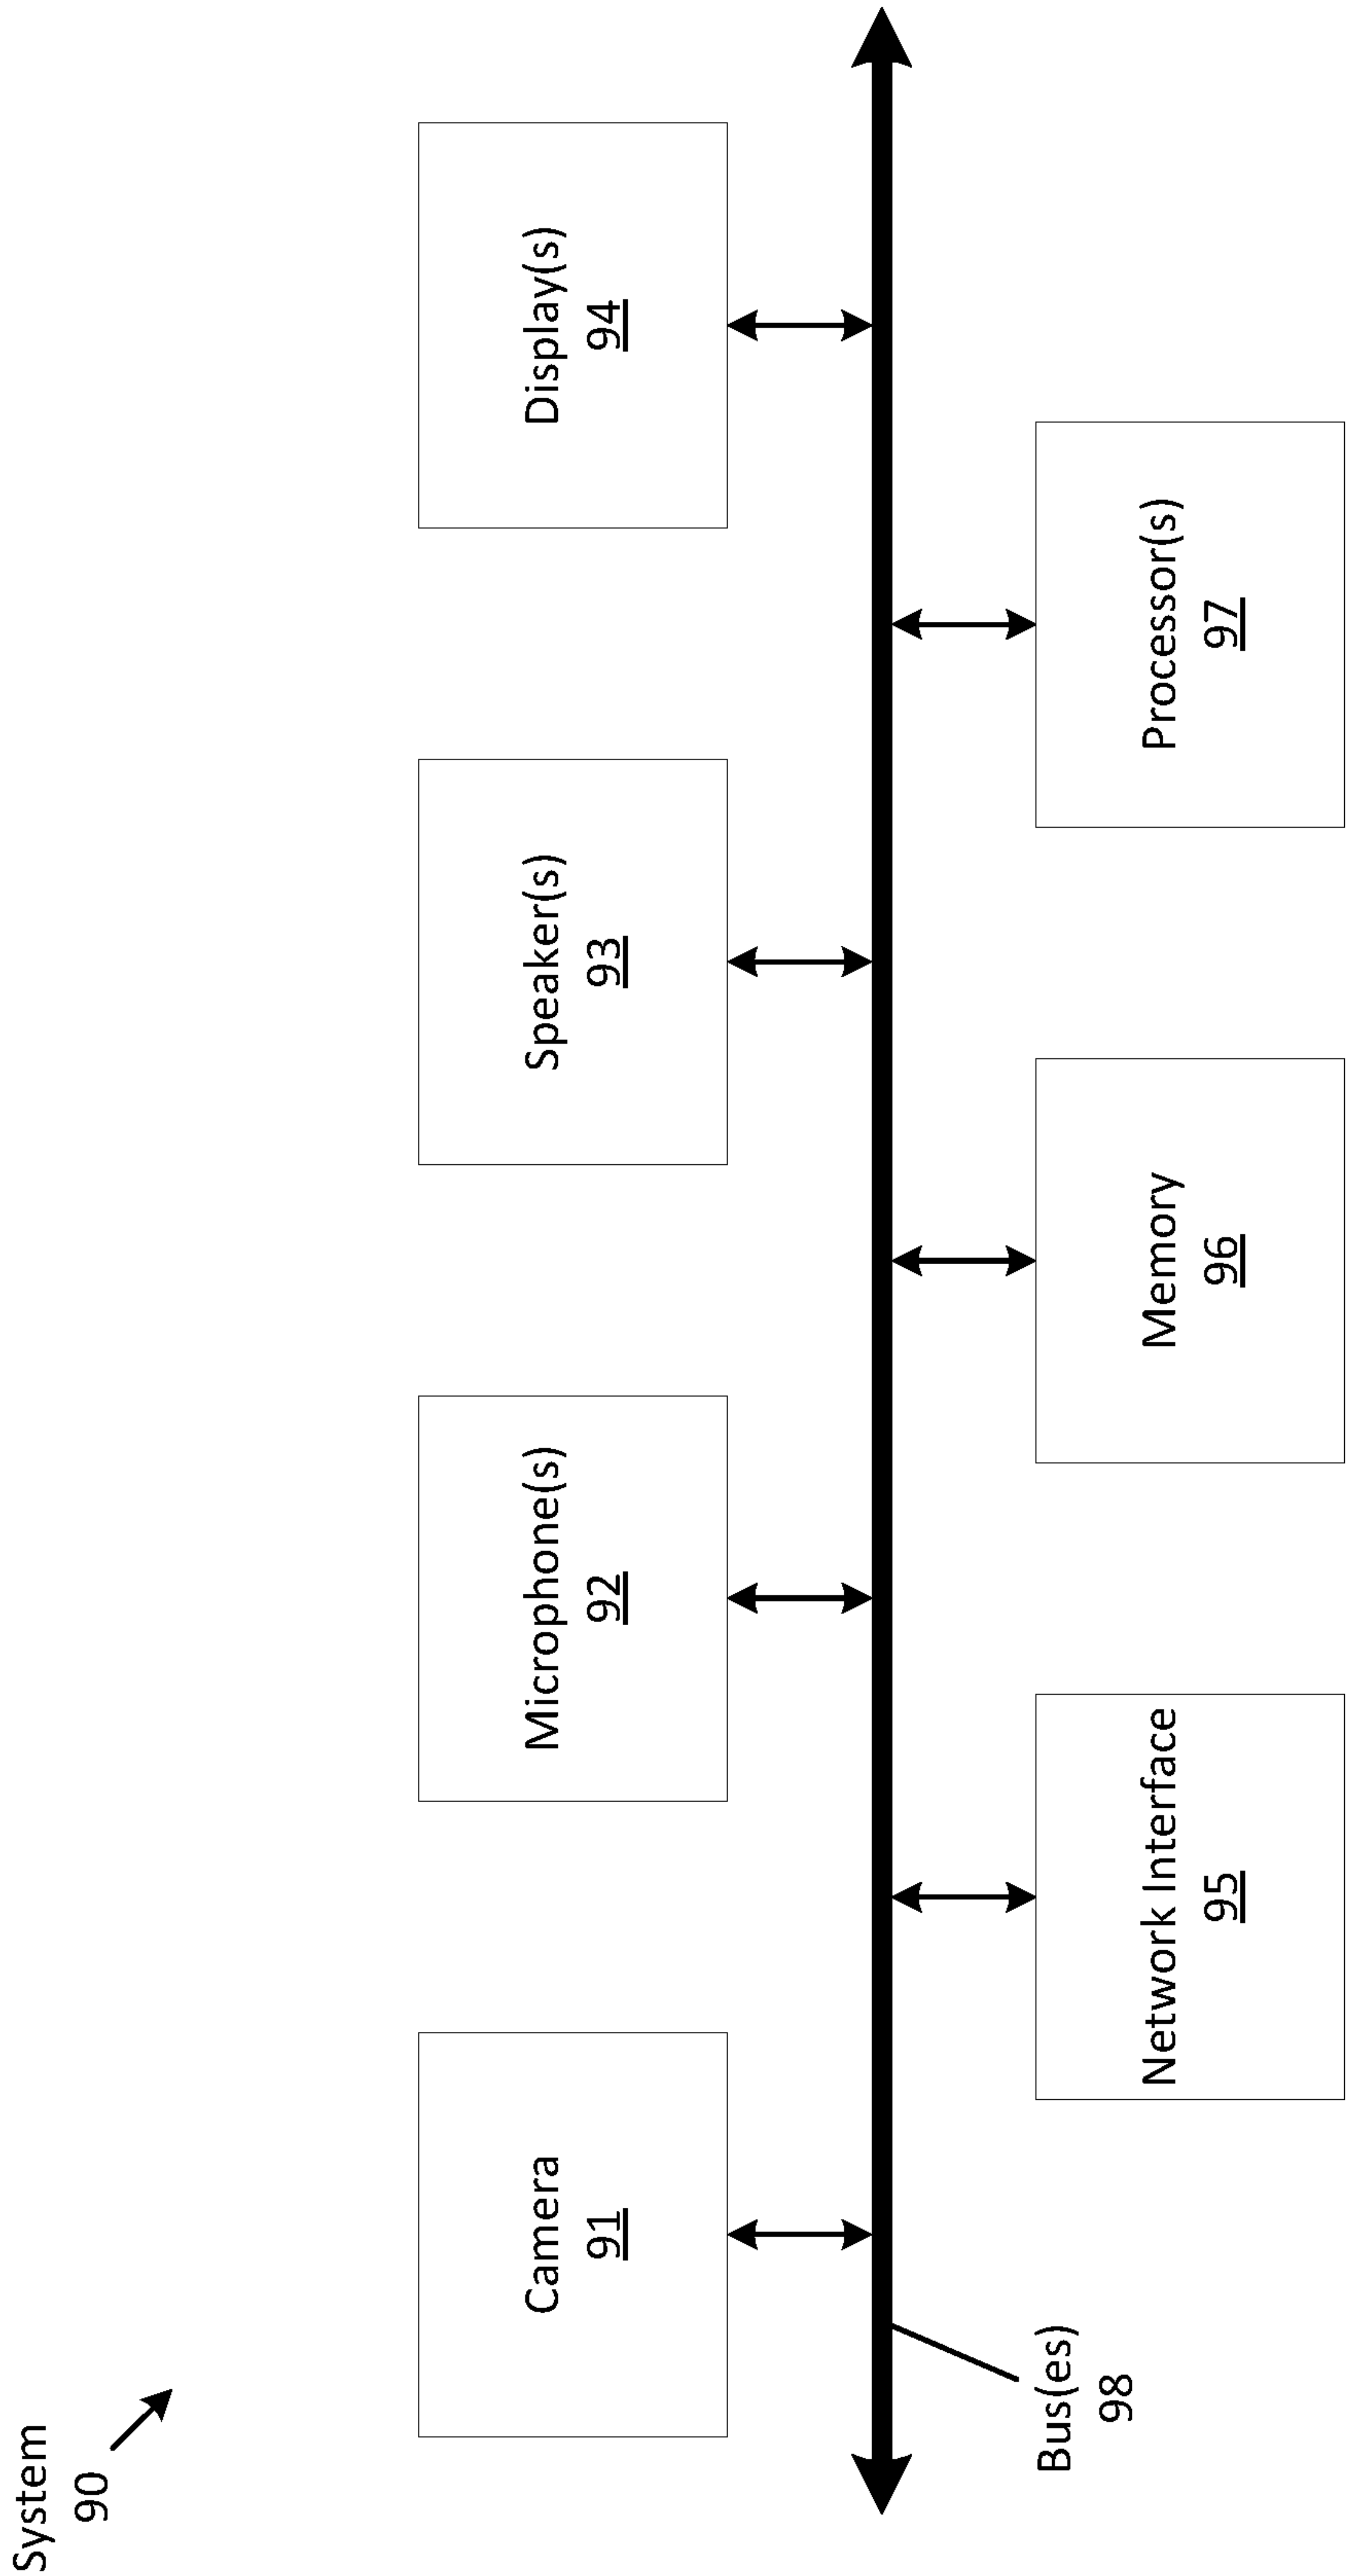 System
90
Camera
91
Microphone(s)
92
Speaker(s)
93
Display(s)
94
Bus(es)
98
Network Interface
95
Memory
96
Processor(s)
97